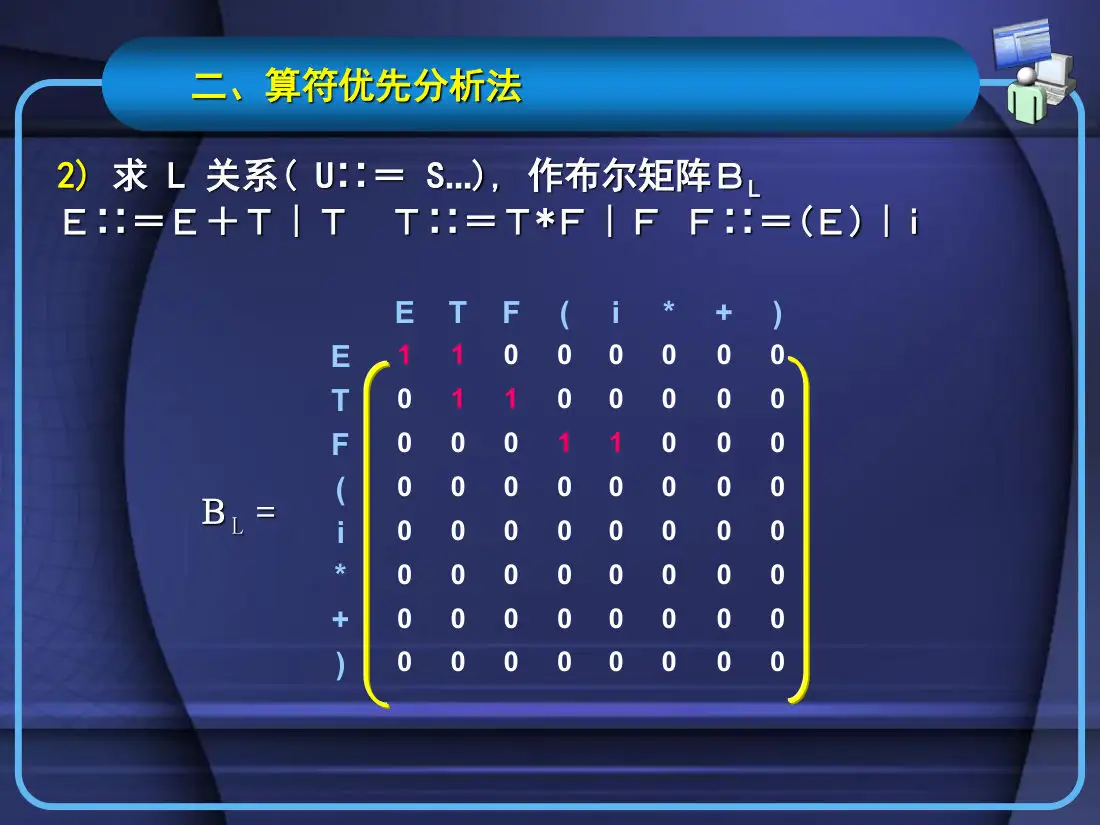 二、算符优先分析法
2) 求 L 关系( U∷＝ S…)，作布尔矩阵ＢL
Ｅ∷＝Ｅ＋Ｔ｜Ｔ Ｔ∷＝Ｔ*Ｆ｜Ｆ Ｆ∷＝(Ｅ)｜ｉ
E T F ( i * + )
E 1 1 0 0 0 0 0 0
T 0 1 1 0 0 0 0 0
F 0 0 0 1 1 0 0 0
( 0 0 0 0 0 0 0 0
BL =
i 0 0 0 0 0 0 0 0
* 0 0 0 0 0 0 0 0
+ 0 0 0 0 0 0 0 0
) 0 0 0 0 0 0 0 0